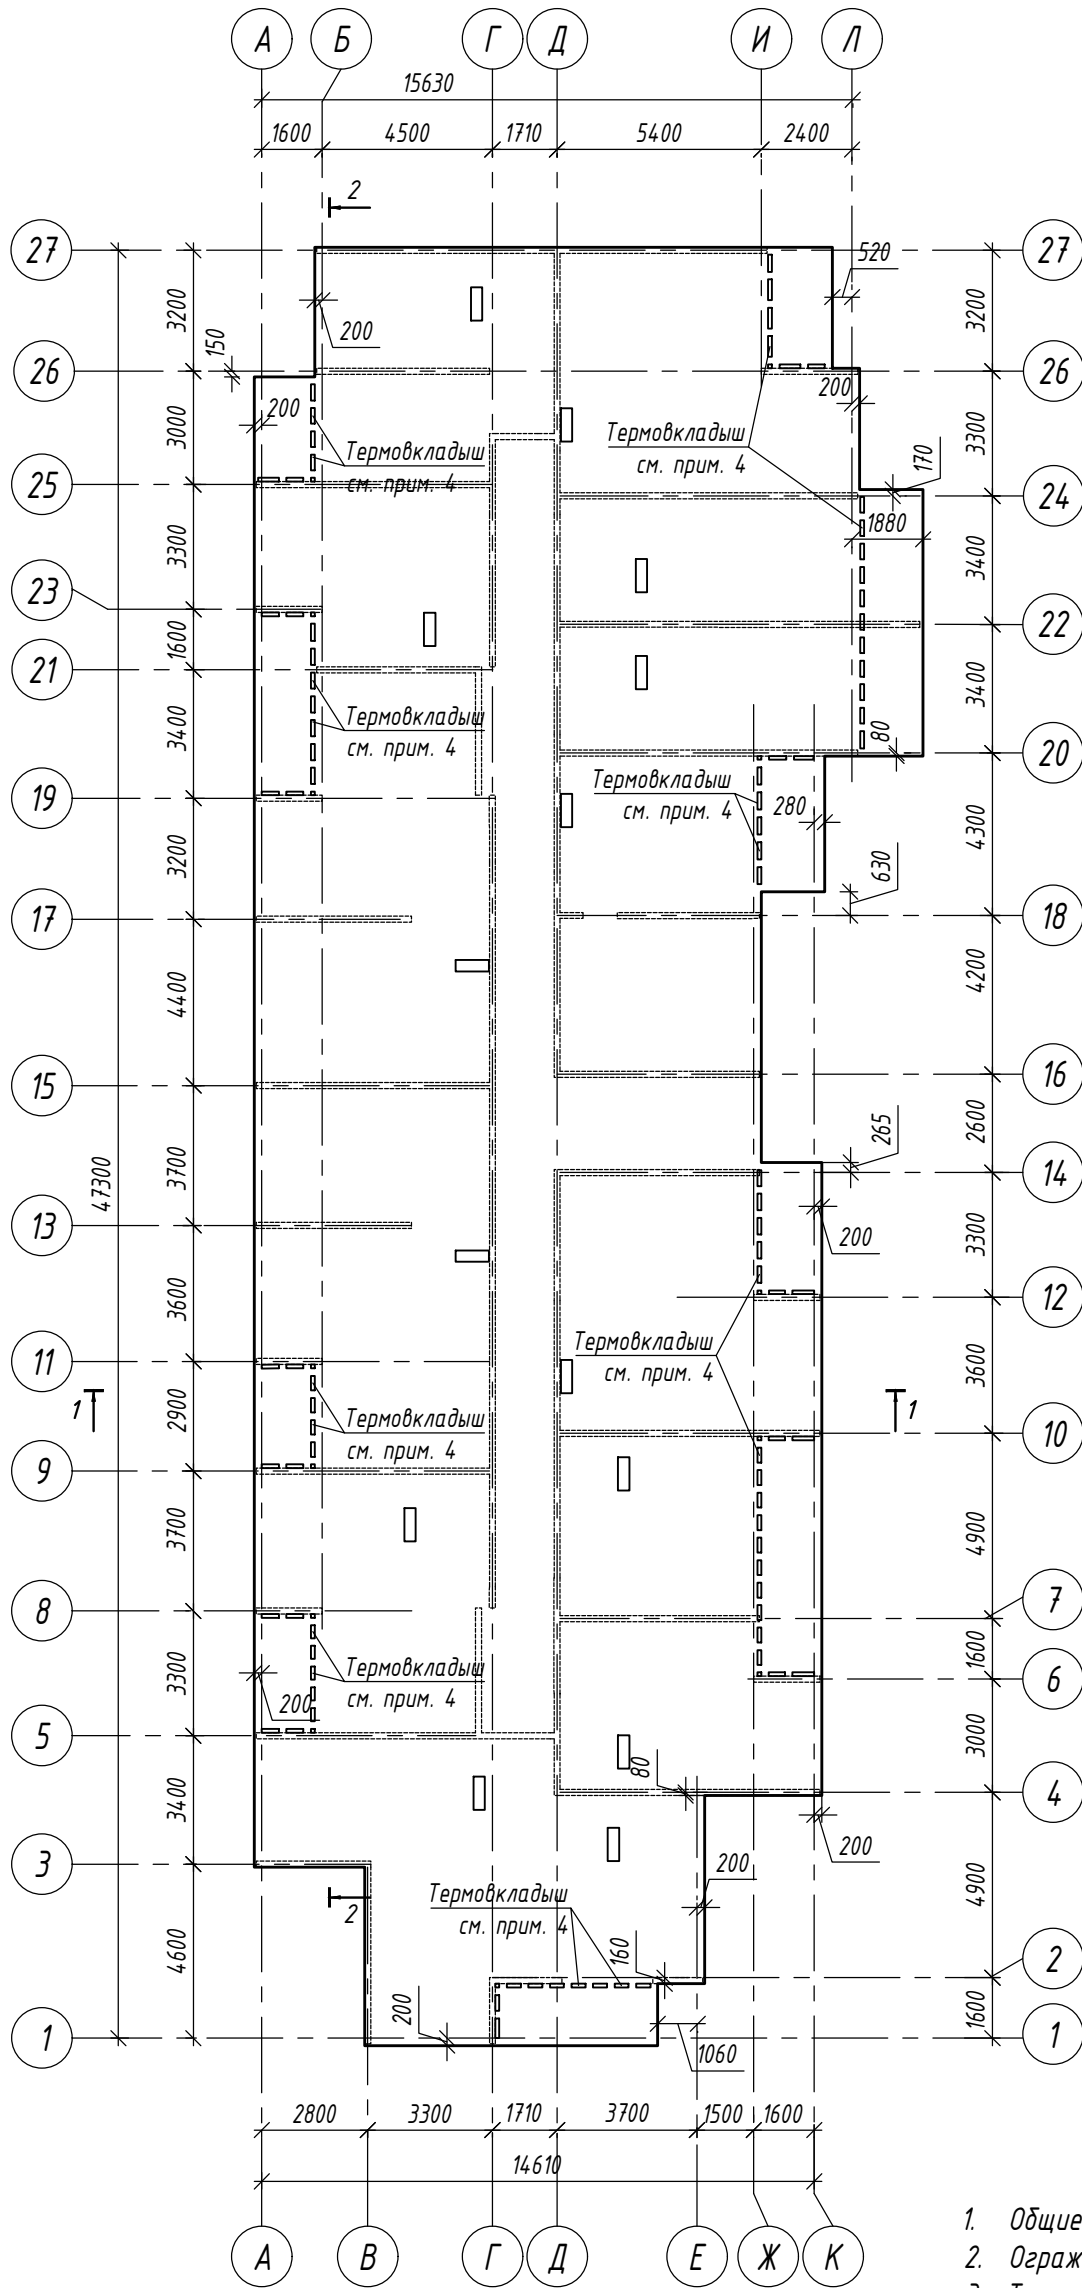 А Б Г Д И Л
15630
1600 4500 1710 5400 2400
2
27 27
520
3200 200 3200
150
26 26
200 200
3000 Термовкладыш Термовкладыш 3300
см. прим. 4 см. прим. 4 170
25 24
1880
3300 3400
23 22
1600
21
3400 Термовкладыш 3400
см. прим. 4 80
20
Термовкладыш
19 см. прим. 4 280
3200 4300
630
17 18
4400 4200
15 16
265 2600
47300 3700 14
13 200 3300
12
3600 Термовкладыш
см. прим. 4 3600
11
1 1
2900 Термовкладыш 10
см. прим. 4
9
3700 4900
8 7
Термовкладыш 1600
3300 см. прим. 4 6
200
5 3000
80
3400 4
200
3 200
Термовкладыш 4900
2 см. прим. 4
4600 160 2
200 1600
1 1
1060
2800 3300 1710 3700 1500 1600
14610
А В Г Д Е Ж К
1. Общие
2. Ограж